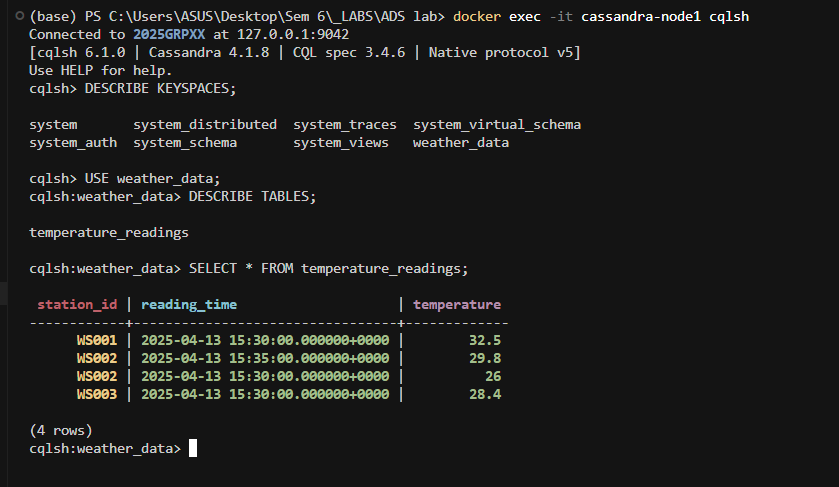 (base) PS C:\Users\ASUS\Desktop\Sem 6\_LABS\ADS lab> docker exec -it cassandra-node1 cqlsh
Connected to 2025GRPXX at 127.0.0.1:9042
[cqlsh 6.1.0 | Cassandra 4.1.8 | CQL spec 3.4.6 | Native protocol v5]
Use HELP for help.
cqlsh> DESCRIBE KEYSPACES;
system       system_distributed  system_traces  system_virtual_schema
system_auth  system_schema       system_views   weather_data
cqlsh> USE weather_data;
cqlsh:weather_data> DESCRIBE TABLES;
temperature_readings
cqlsh:weather_data> SELECT * FROM temperature_readings;
 station_id | reading_time                    | temperature
------------+---------------------------------+-------------
      WS001 | 2025-04-13 15:30:00.000000+0000 |        32.5
      WS002 | 2025-04-13 15:35:00.000000+0000 |        29.8
      WS002 | 2025-04-13 15:30:00.000000+0000 |          26
      WS003 | 2025-04-13 15:30:00.000000+0000 |        28.4
(4 rows)
cqlsh:weather_data>